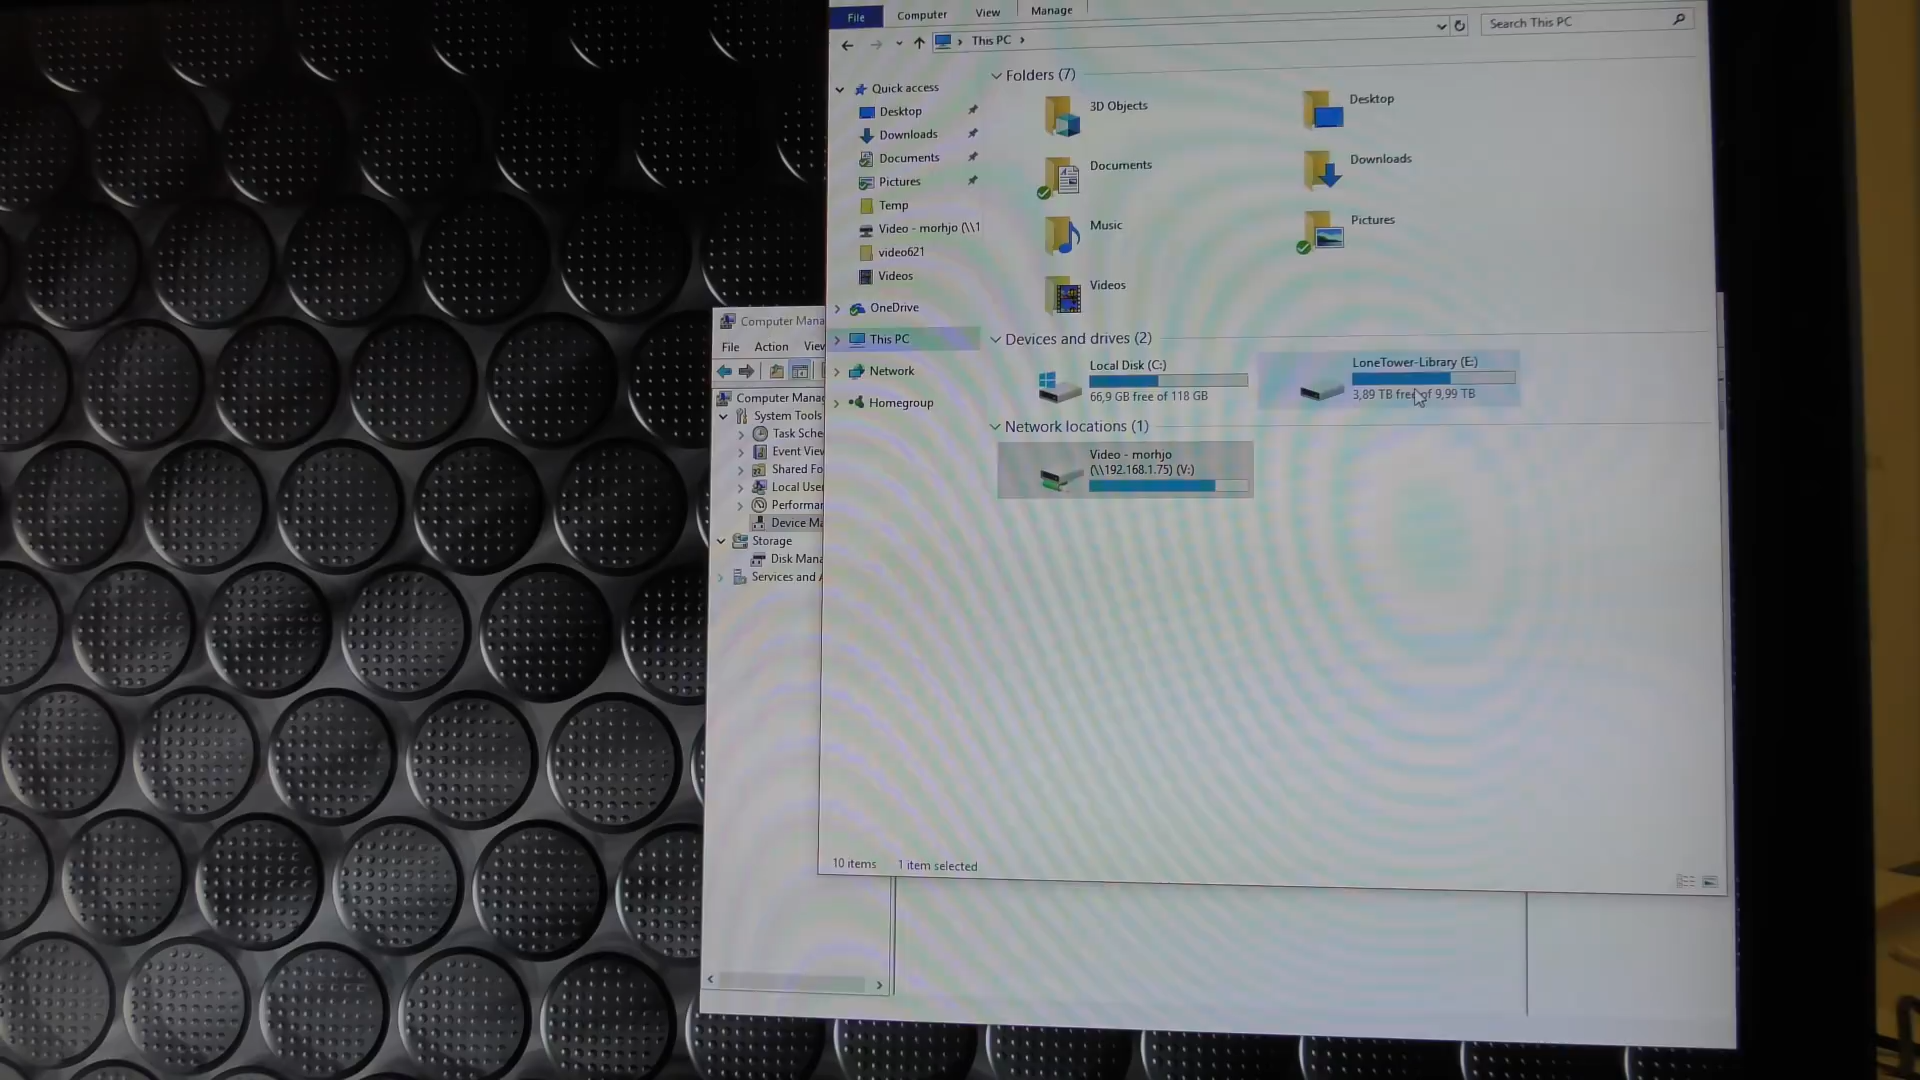 File Computer View Manage
This PC
Search This PC
Quick access
Desktop
Downloads
Documents
Pictures
Temp
Video - morhjo (\\1
video621
Videos
OneDrive
This PC
Network
Homegroup
Folders (7)
3D Objects
Desktop
Documents
Downloads
Music
Pictures
Videos
Devices and drives (2)
Local Disk (C:)
66,9 GB free of 118 GB
LoneTower-Library (E:)
3,89 TB free of 9,99 TB
Network locations (1)
Video - morhjo
(\\192.168.1.75) (V:)
10 items 1 item selected
Computer Mana
File Action View
Computer Manag
System Tools
Task Sche
Event View
Shared Fo
Local User
Performan
Device Ma
Storage
Disk Mana
Services and A